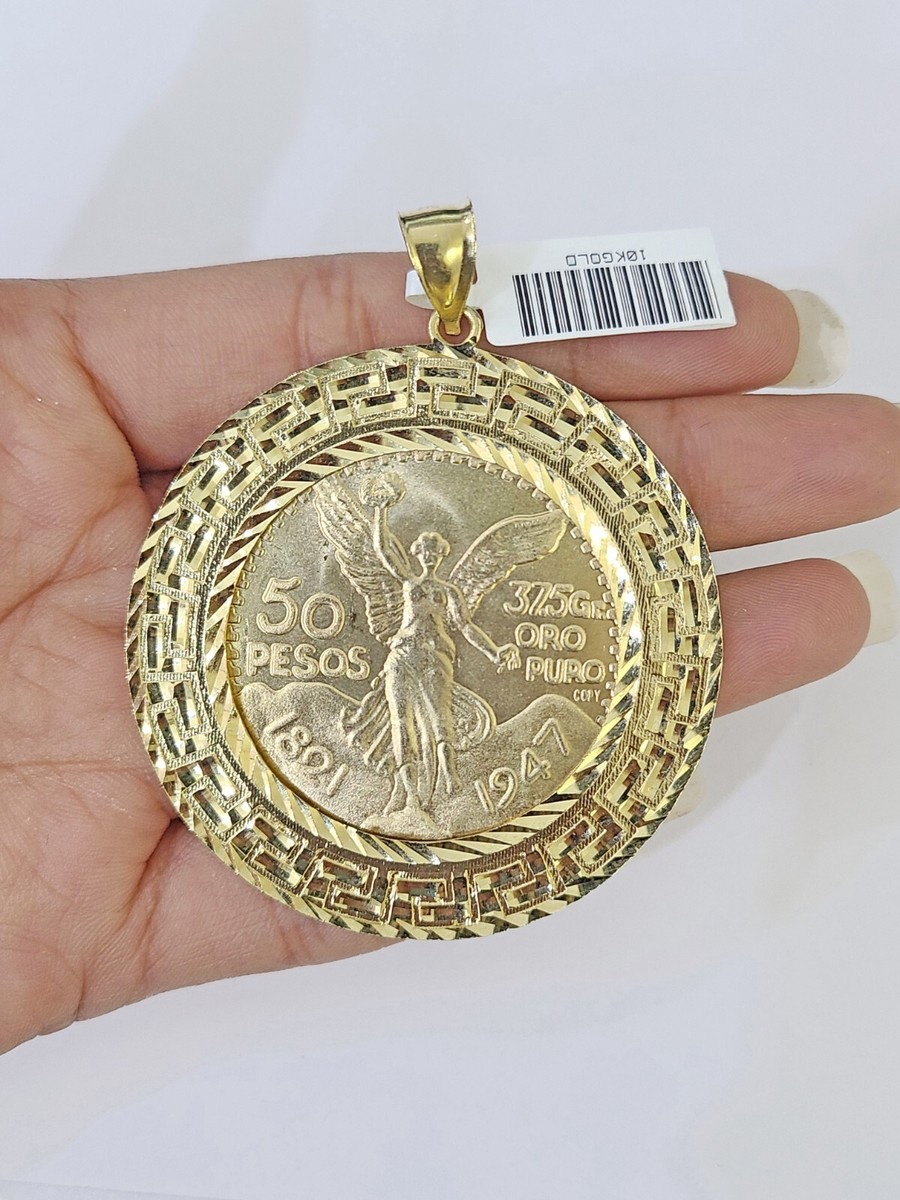 10KGOLD
50
PESOS
37.5Gr.
ORO
PURO
COPY
1821
1947